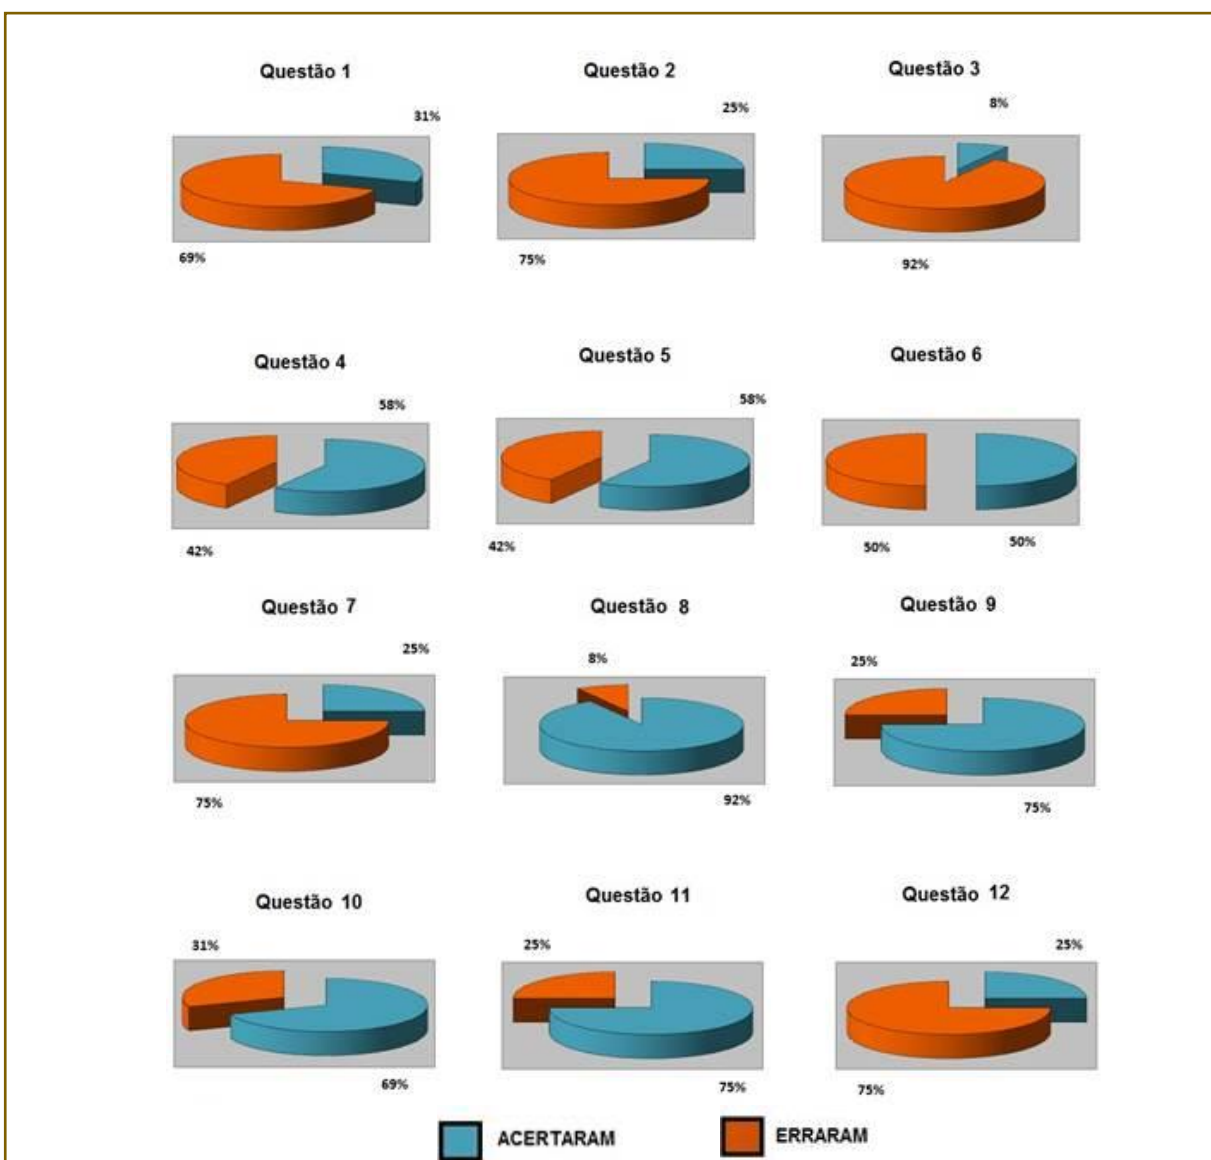 Questão 1
Questão 2
Questão 3
31%
25%
8%
69%
75%
92%
Questão 4
Questão 5
Questão 6
58%
58%
42%
42%
50%
50%
Questão 7
Questão 8
Questão 9
25%
8%
25%
75%
92%
75%
Questão 10
Questão 11
Questão 12
31%
25%
25%
69%
75%
75%
ACERTARAM
ERRARAM